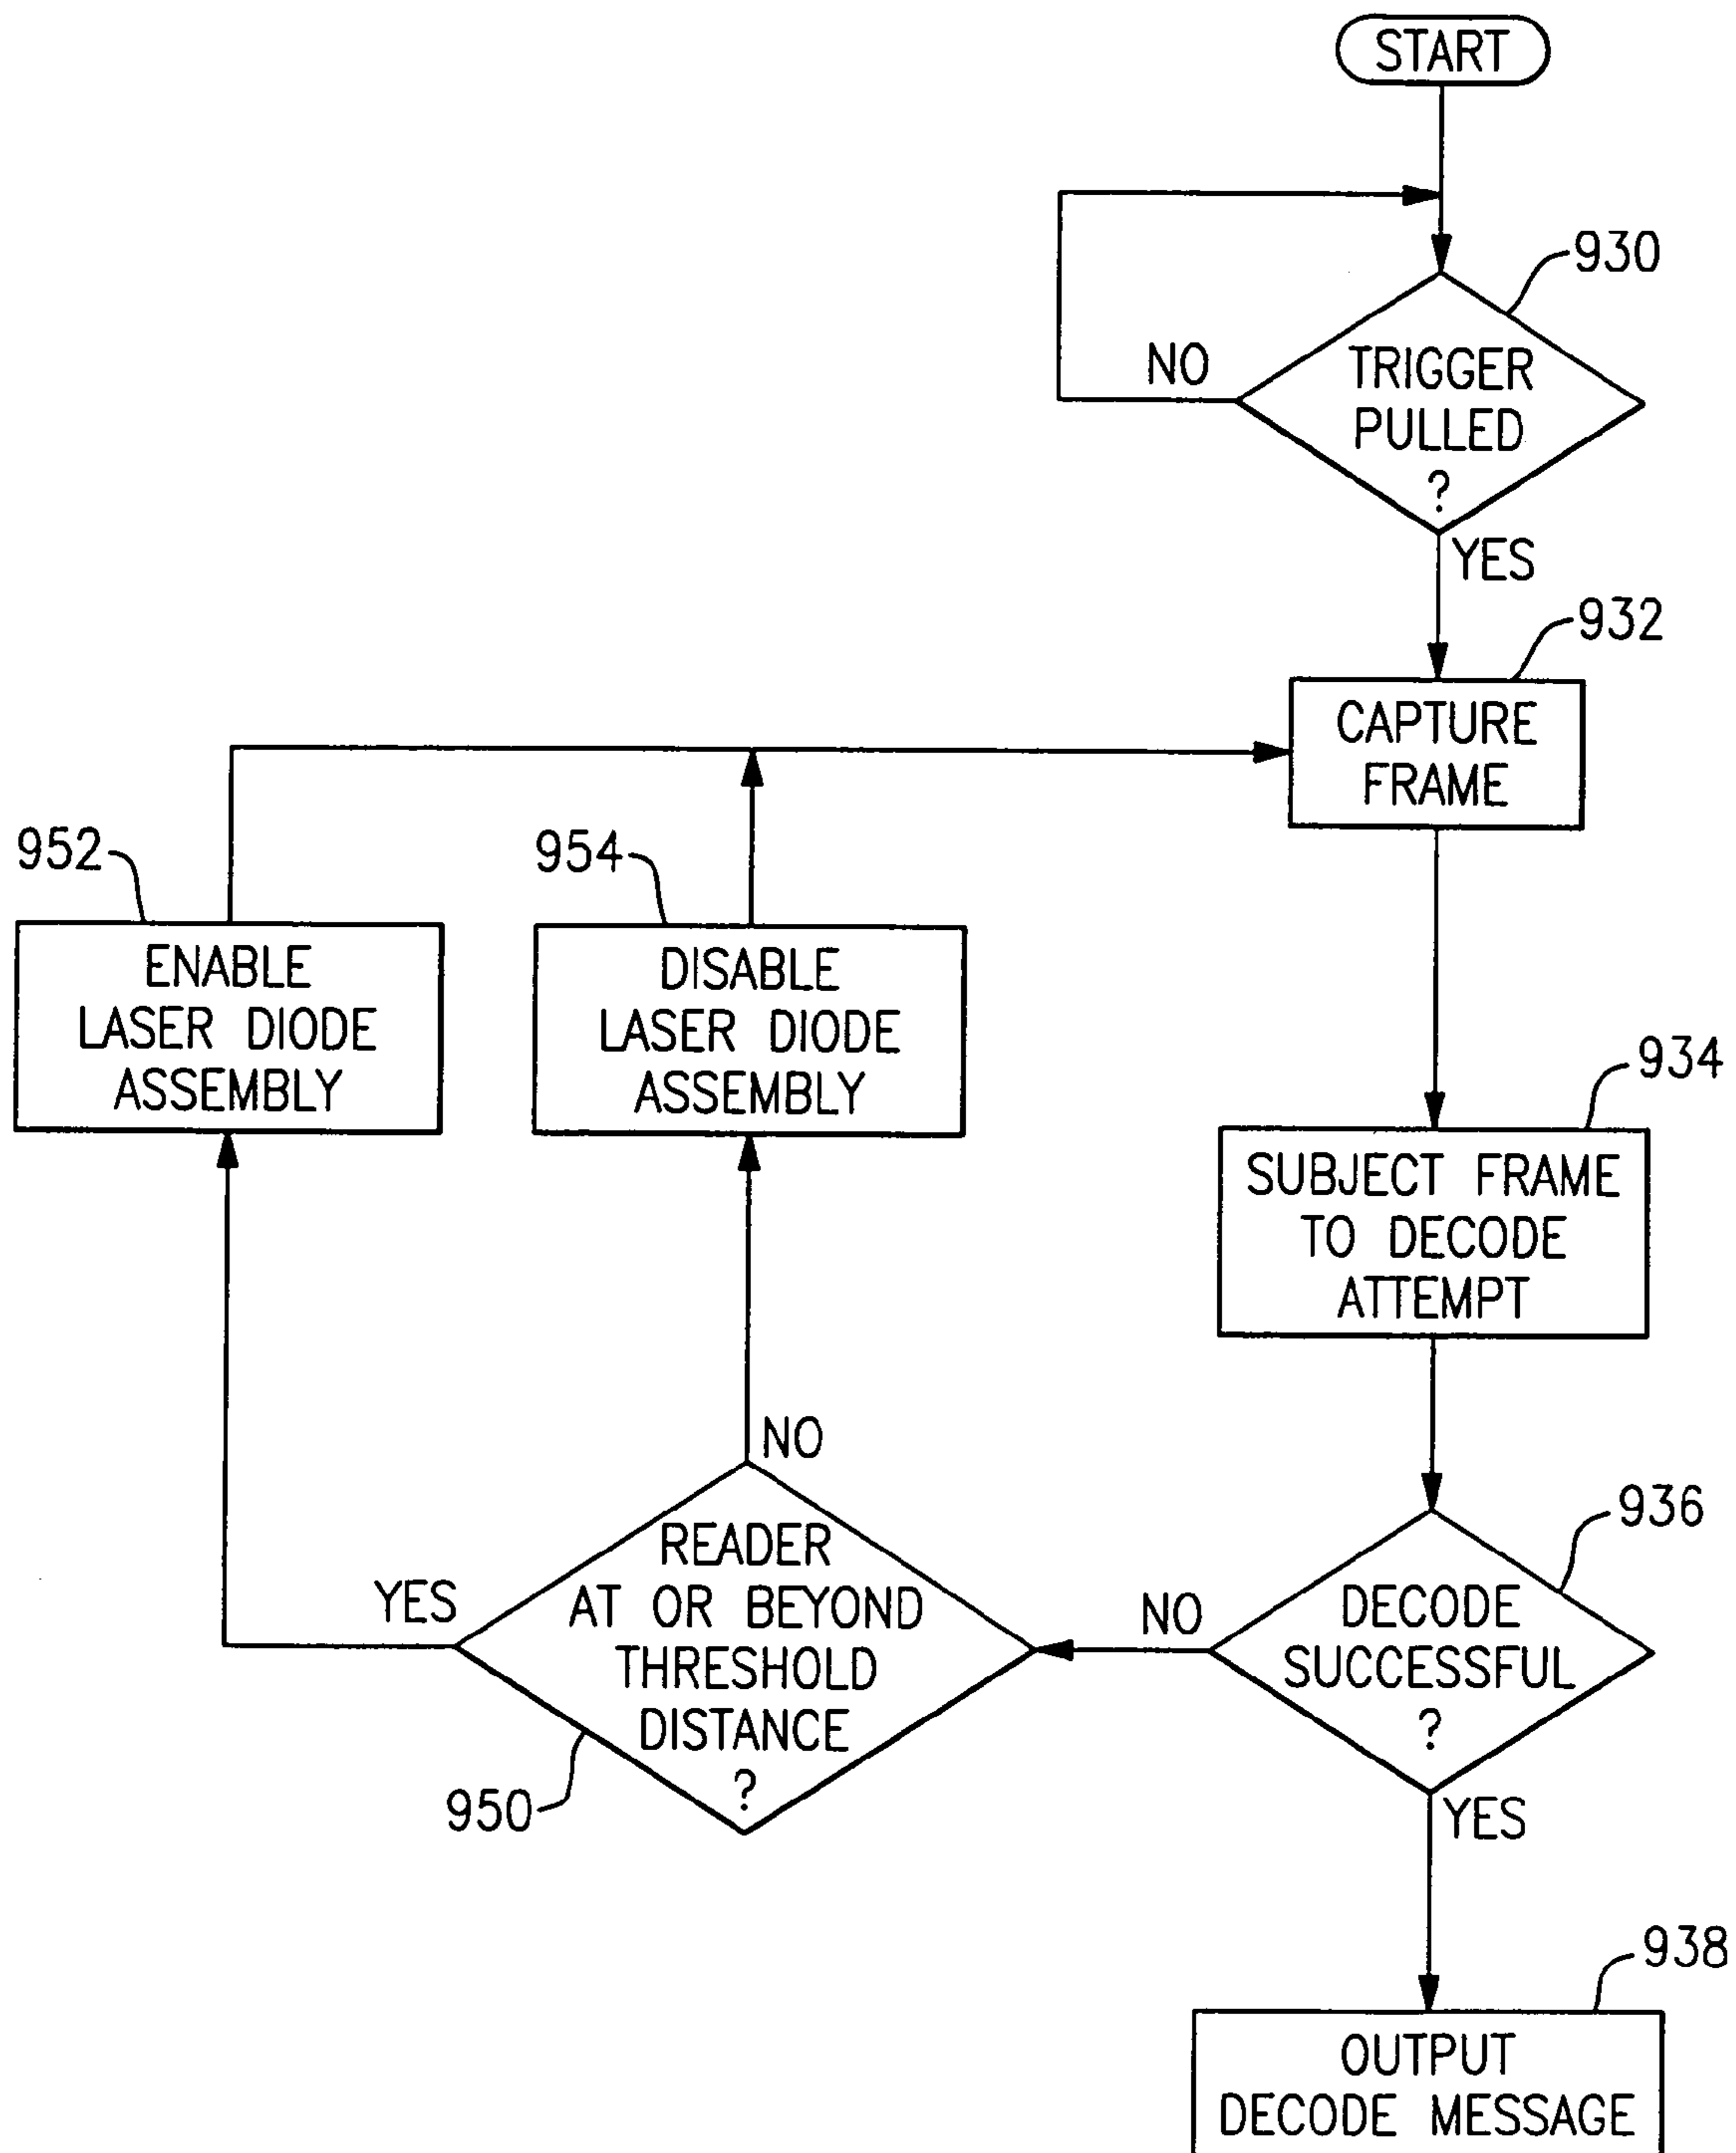 START
930
TRIGGER
PULLED
?
NO
YES
932
CAPTURE
FRAME
952
ENABLE
LASER DIODE
ASSEMBLY
954
DISABLE
LASER DIODE
ASSEMBLY
934
SUBJECT FRAME
TO DECODE
ATTEMPT
936
DECODE
SUCCESSFUL
?
NO
YES
READER
AT OR BEYOND
THRESHOLD
DISTANCE
?
NO
YES
950
938
OUTPUT
DECODE MESSAGE